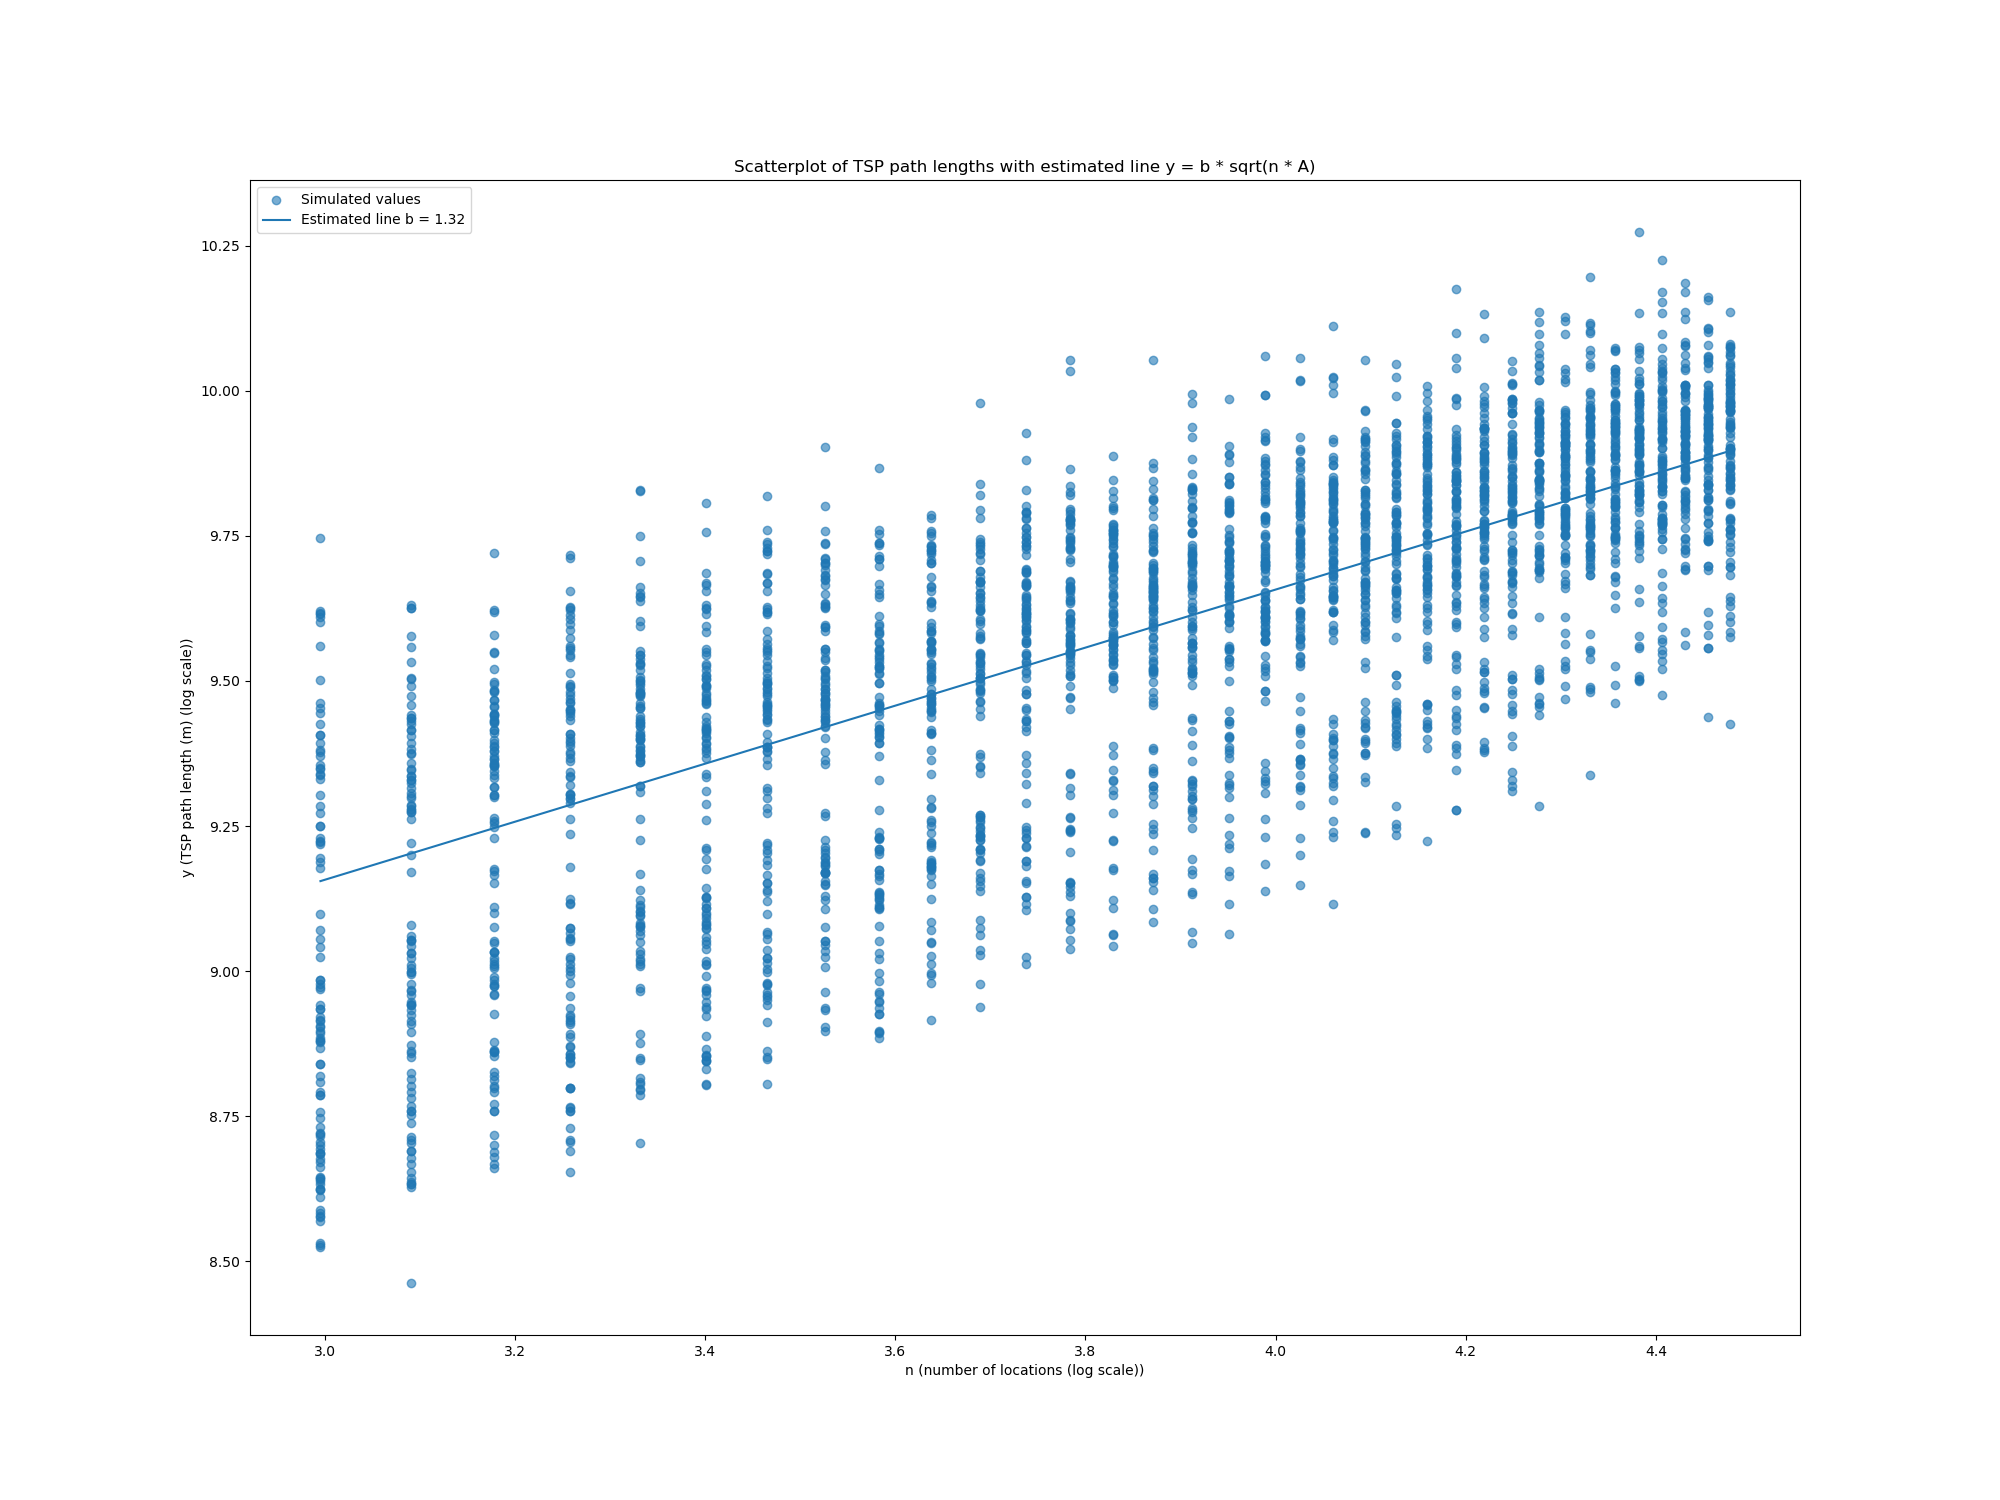 Scatterplot of TSP path lengths with estimated line y = b * sqrt(n * A)
Simulated values
Estimated line b = 1.32
10.25
10.00
9.75
9.50
9.25
9.00
8.75
8.50
y (TSP path length (m) (log scale))
3.0 3.2 3.4 3.6 3.8 4.0 4.2 4.4
n (number of locations (log scale))